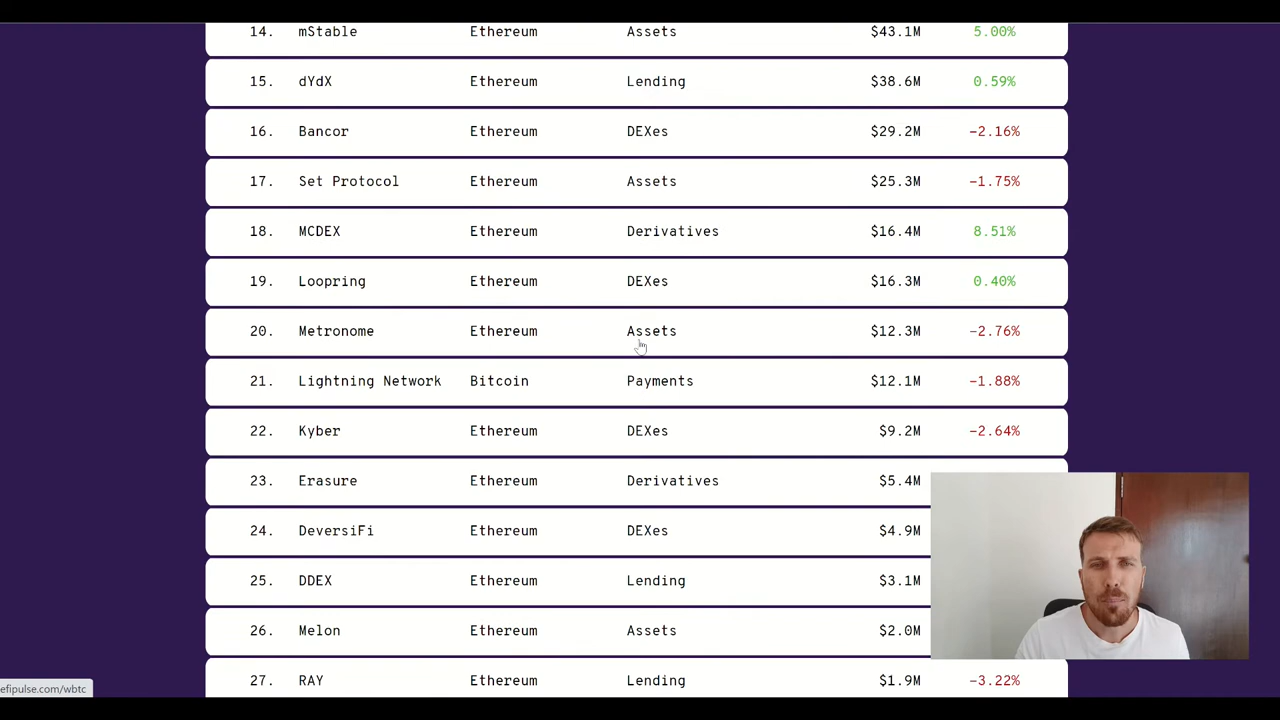 14. mStable Ethereum Assets $43.1M 5.00%
15. dYdX Ethereum Lending $38.6M 0.59%
16. Bancor Ethereum DEXes $29.2M -2.16%
17. Set Protocol Ethereum Assets $25.3M -1.75%
18. MCDEX Ethereum Derivatives $16.4M 8.51%
19. Loopring Ethereum DEXes $16.3M 0.40%
20. Metronome Ethereum Assets $12.3M -2.76%
21. Lightning Network Bitcoin Payments $12.1M -1.88%
22. Kyber Ethereum DEXes $9.2M -2.64%
23. Erasure Ethereum Derivatives $5.4M
24. DeversiFi Ethereum DEXes $4.9M
25. DDEX Ethereum Lending $3.1M
26. Melon Ethereum Assets $2.0M
27. RAY Ethereum Lending $1.9M -3.22%
efipulse.com/wbtc